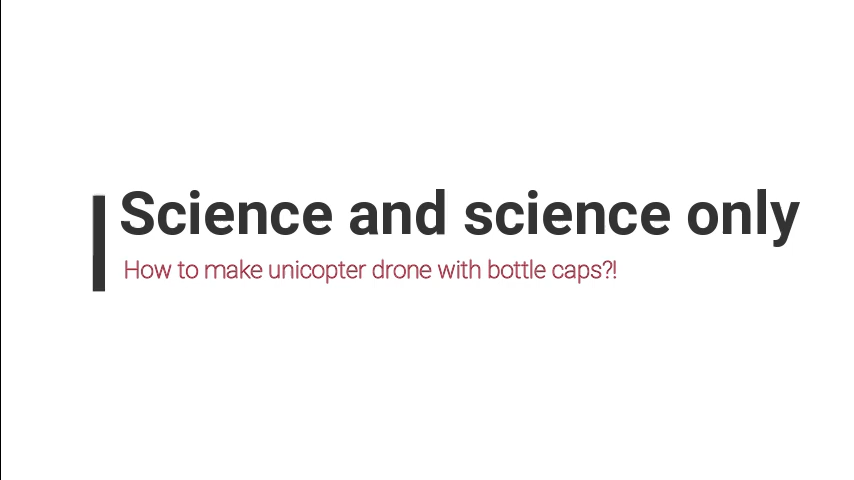 Science and science only
How to make unicopter drone with bottle caps?!